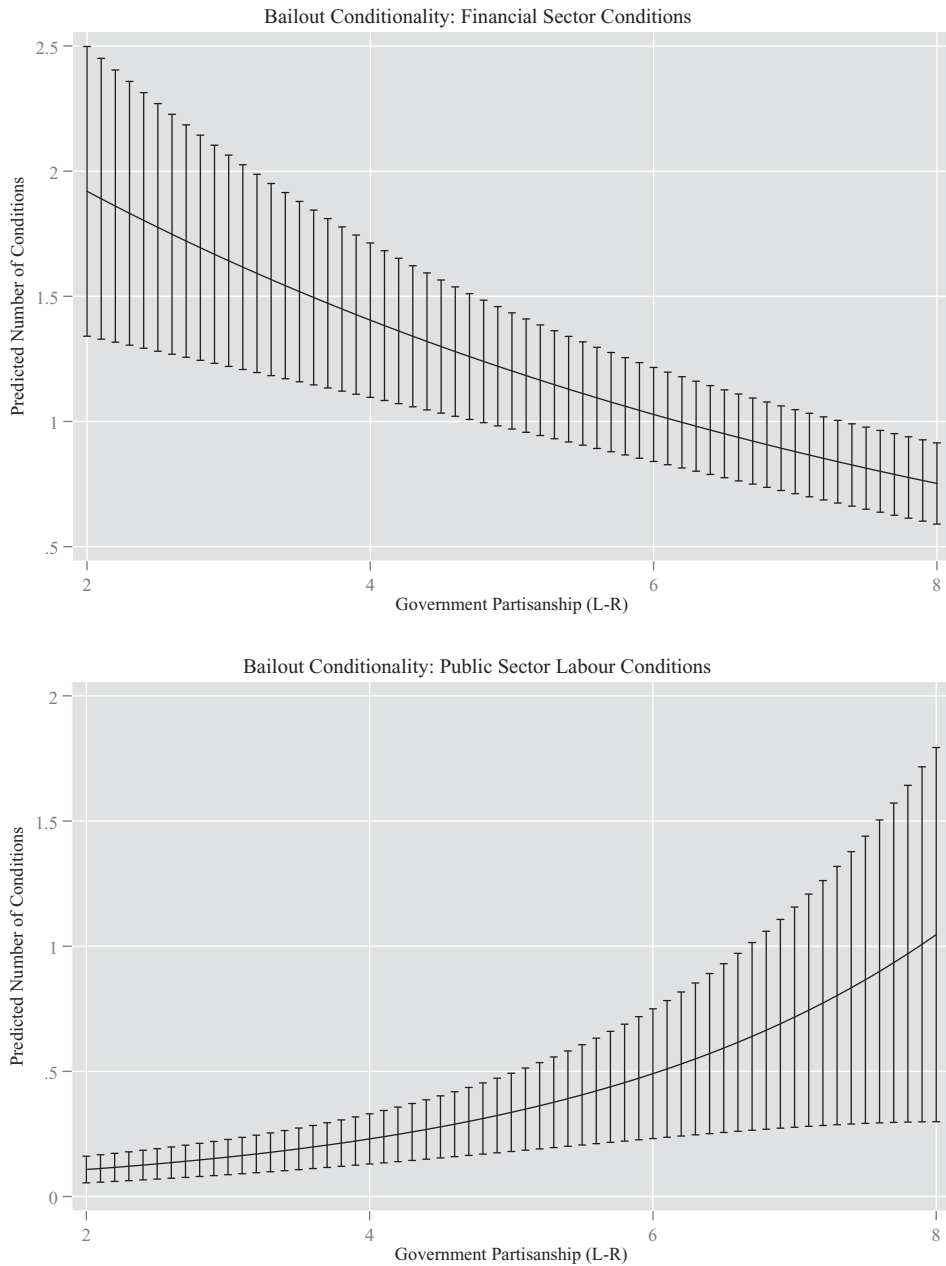 Bailout Conditionality: Financial Sector Conditions
2.5
2
1.5
1
.5
Predicted Number of Conditions
2 4 6 8
Government Partisanship (L-R)
Bailout Conditionality: Public Sector Labour Conditions
2
1.5
1
.5
0
Predicted Number of Conditions
2 4 6 8
Government Partisanship (L-R)